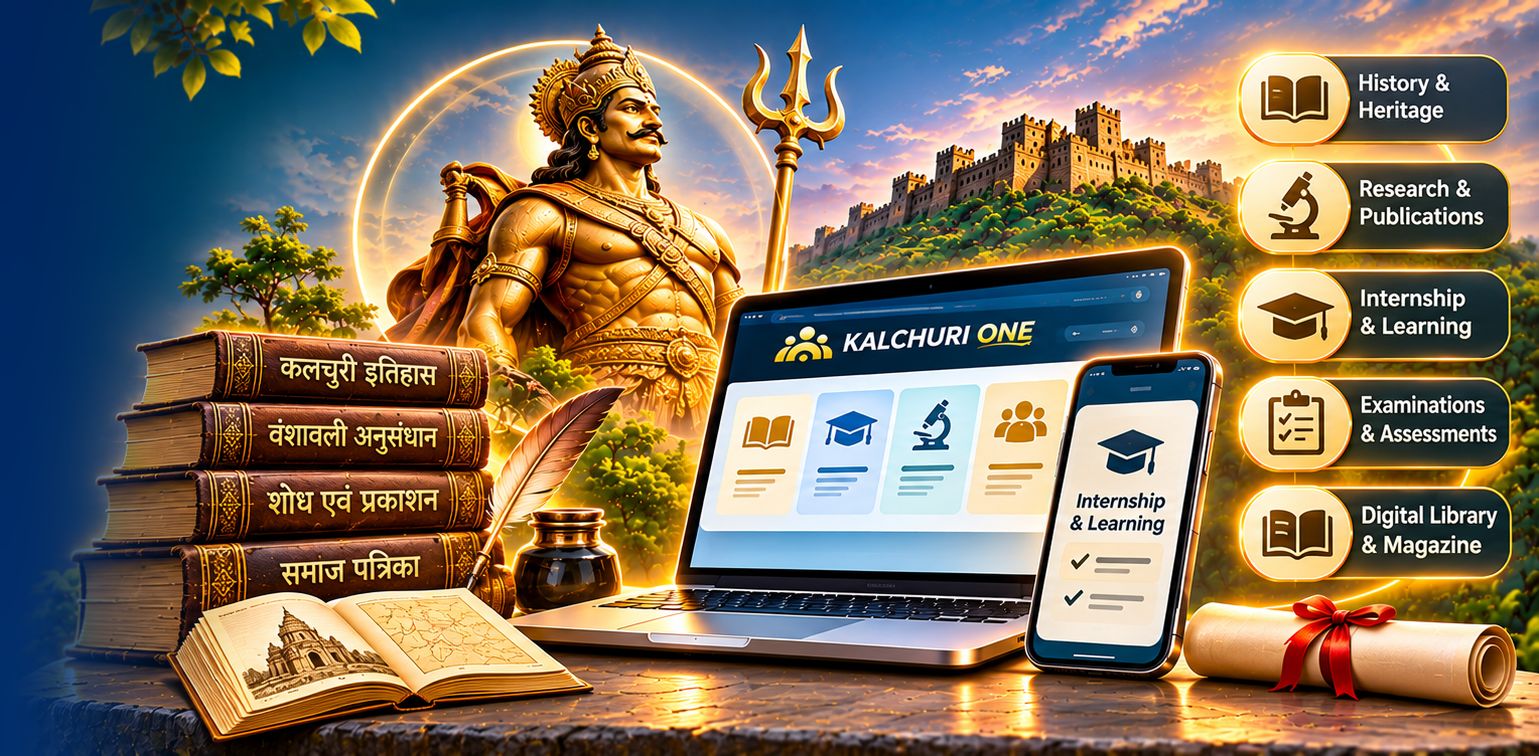 कलचुरी इतिहास
वंशावली अनुसंधान
शोध एवं प्रकाशन
समाज पत्रिका
KALCHURI ONE
Internship
& Learning
History &
Heritage
Research &
Publications
Internship
& Learning
Examinations
& Assessments
Digital Library
& Magazine